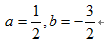 a = 1/2, b = -3/2